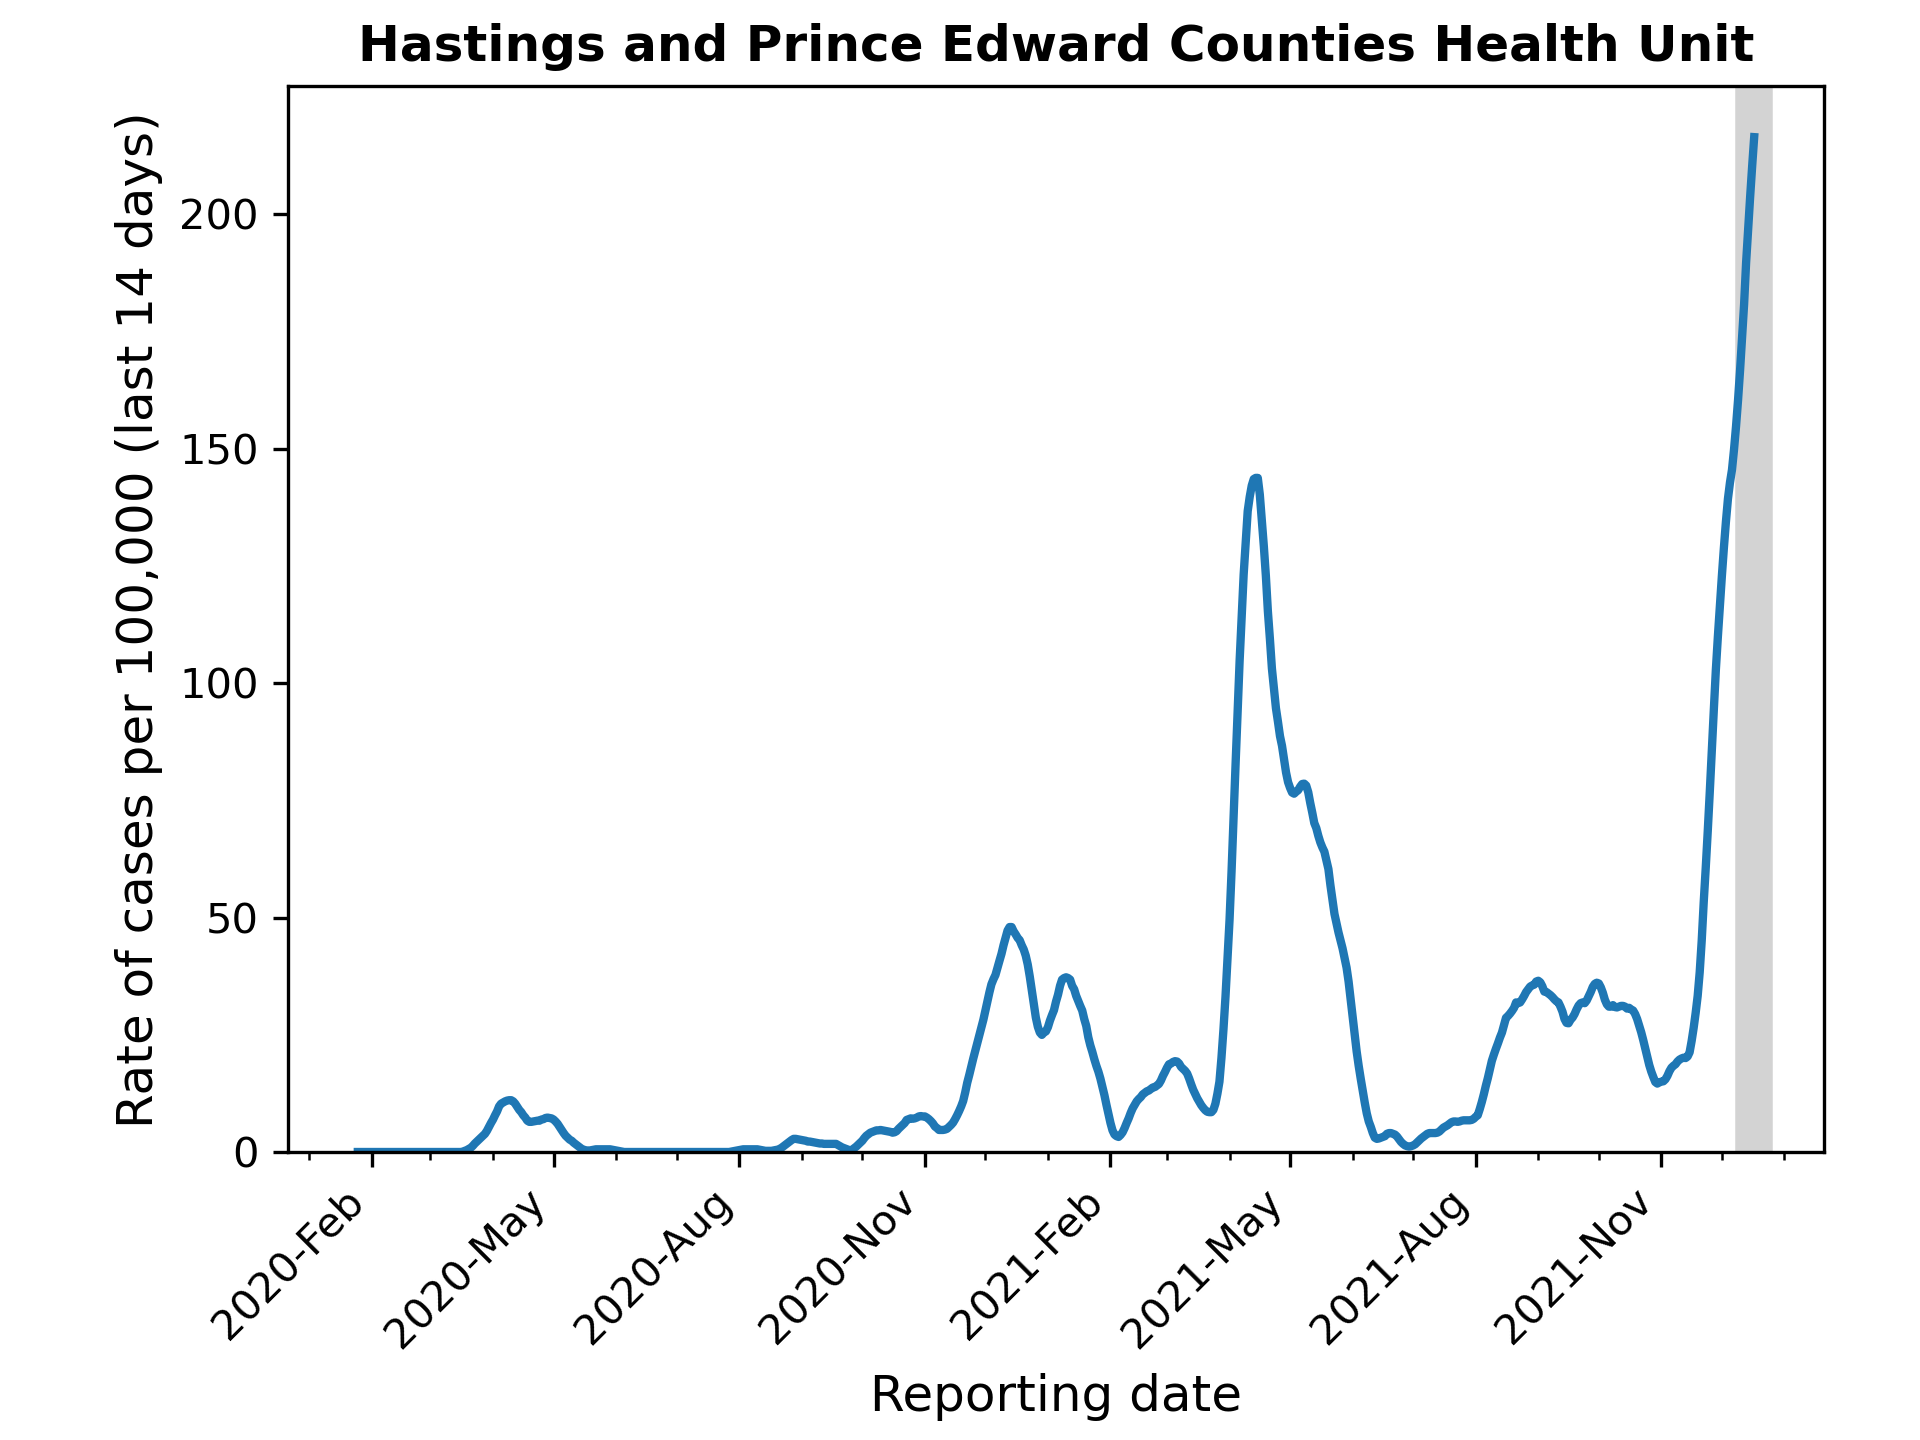 Hastings and Prince Edward Counties Health Unit
Rate of cases per 100,000 (last 14 days)
200
150
100
50
0
2020-Feb
2020-May
2020-Aug
2020-Nov
2021-Feb
2021-May
2021-Aug
2021-Nov
Reporting date